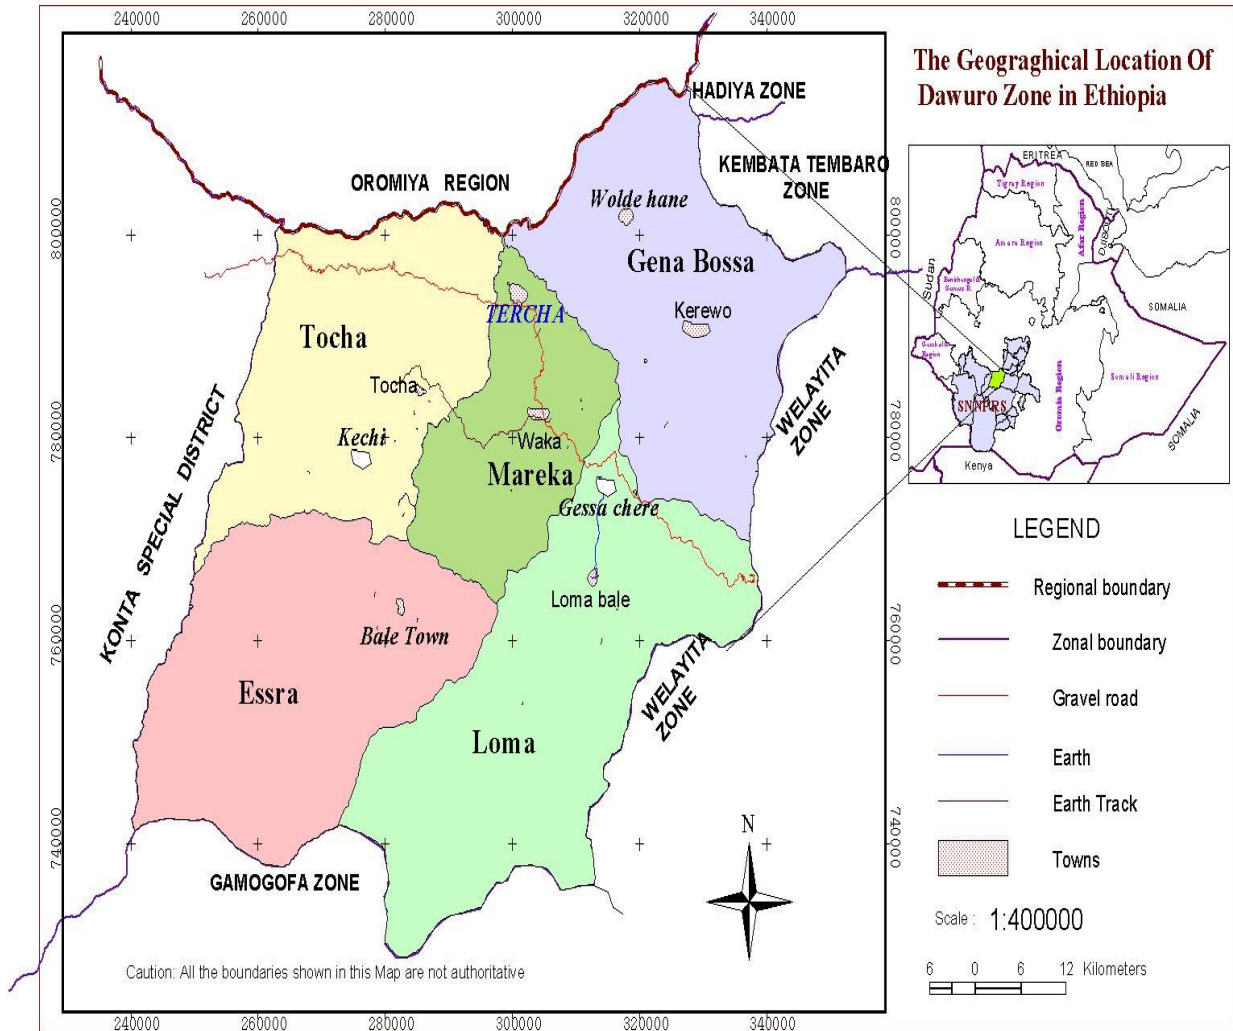 240000 260000 280000 300000 320000 340000
The Geograghical Location Of
Dawuro Zone in Ethiopia
HADIYA ZONE
KEMBATA TEMBARO
ZONE
OROMIYA REGION
Wolde hane
800000
800000
Gena Bossa
TERCHA
Kerewo
Tocha
Tocha
Kechi
Waka
Mareka
780000
780000
WELAYITA
ZONE
KONTA SPECIAL DISTRICT
Gessa chere
Loma bale
Bale Town
760000
760000
Essra
Loma
WELAYITA
ZONE
740000
740000
GAMOGOFA ZONE
N
Caution: All the boundaries shown in this Map are not authoritative
240000 260000 280000 300000 320000 340000
ERITREA
RED SEA
Tigray Region
Afar Region
Amara Region
DJIBOUTI
Sudan
SOMALIA
Region
Oromia Region
Somali Region
SNNPRS
SOMALIA
Kenya
LEGEND
Regional boundary
Zonal boundary
Gravel road
Earth
Earth Track
Towns
Scale : 1:400000
6 0 6 12 Kilometers